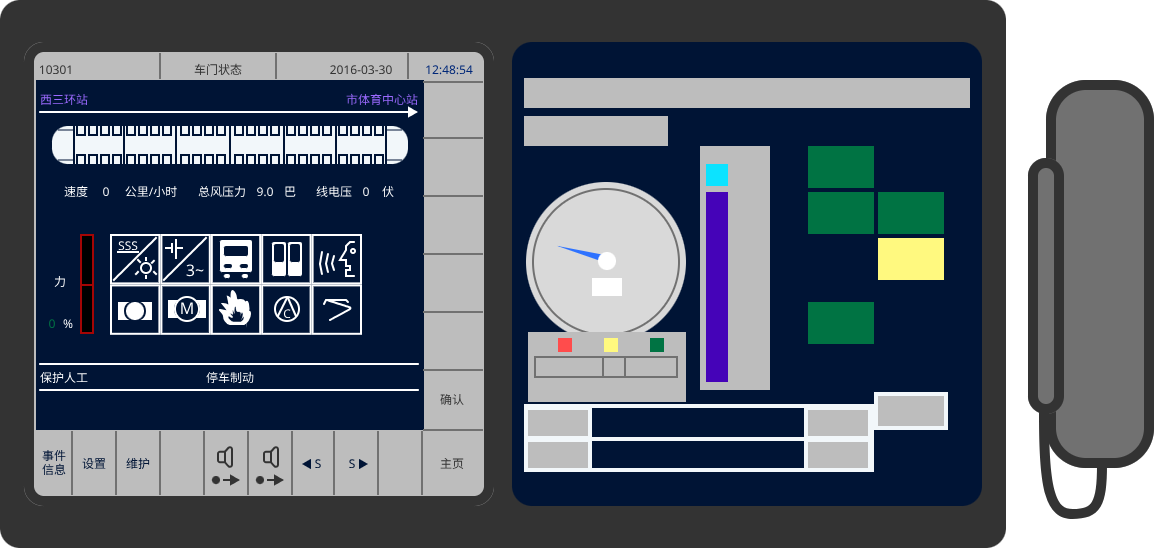 10301 车门状态 2016-03-30 12:48:54
西三环站 市体育中心站
速度 0 公里/小时 总风压力 9.0 巴 线电压 0 伏
SSS
3~
力
M
C
0 %
保护人工 停车制动
确认
事件信息 设置 维护 S S 主页